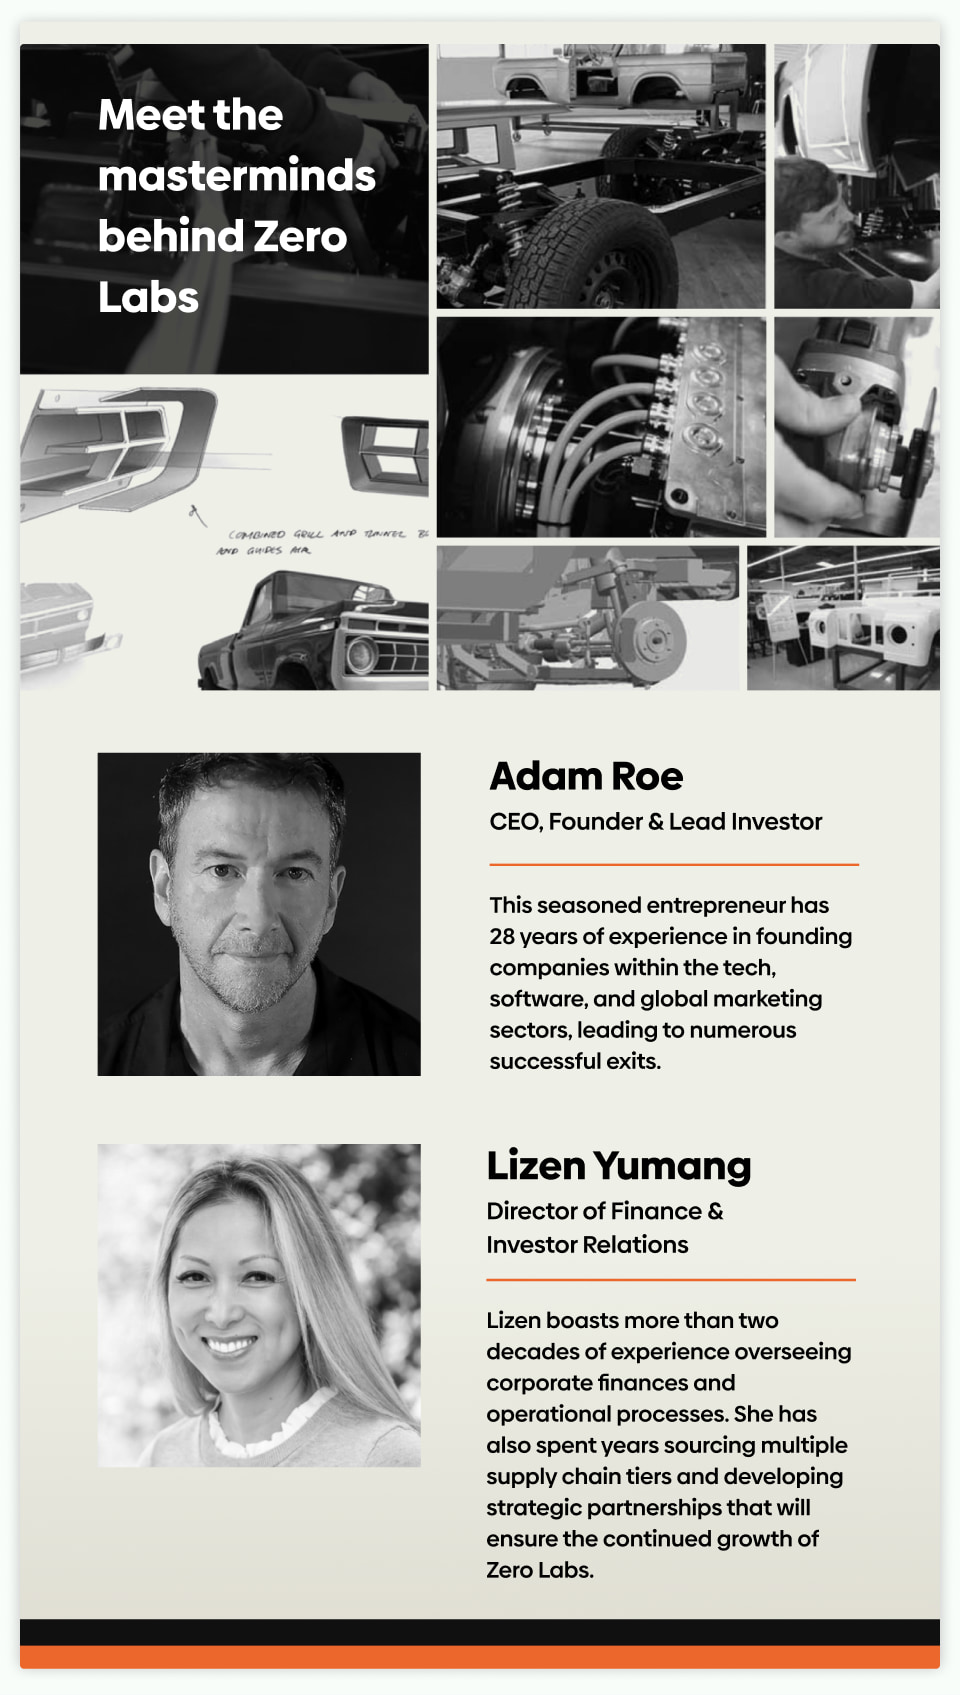 Meet the
masterminds
behind Zero
Labs
COMBINED GRILL AND TUNNEL
AND GUIDES AIR
Adam Roe
CEO, Founder & Lead Investor
This seasoned entrepreneur has
28 years of experience in founding
companies within the tech,
software, and global marketing
sectors, leading to numerous
successful exits.
Lizen Yumang
Director of Finance &
Investor Relations
Lizen boasts more than two
decades of experience overseeing
corporate finances and
operational processes. She has
also spent years sourcing multiple
supply chain tiers and developing
strategic partnerships that will
ensure the continued growth of
Zero Labs.